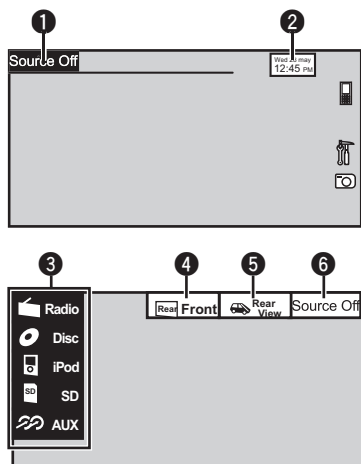 1 2
Source Off
Wed 28 may
12:45 PM
3 4 5 6
Radio
Disc
iPod
SD SD
AUX
Rear Front
Rear
View
Source Off